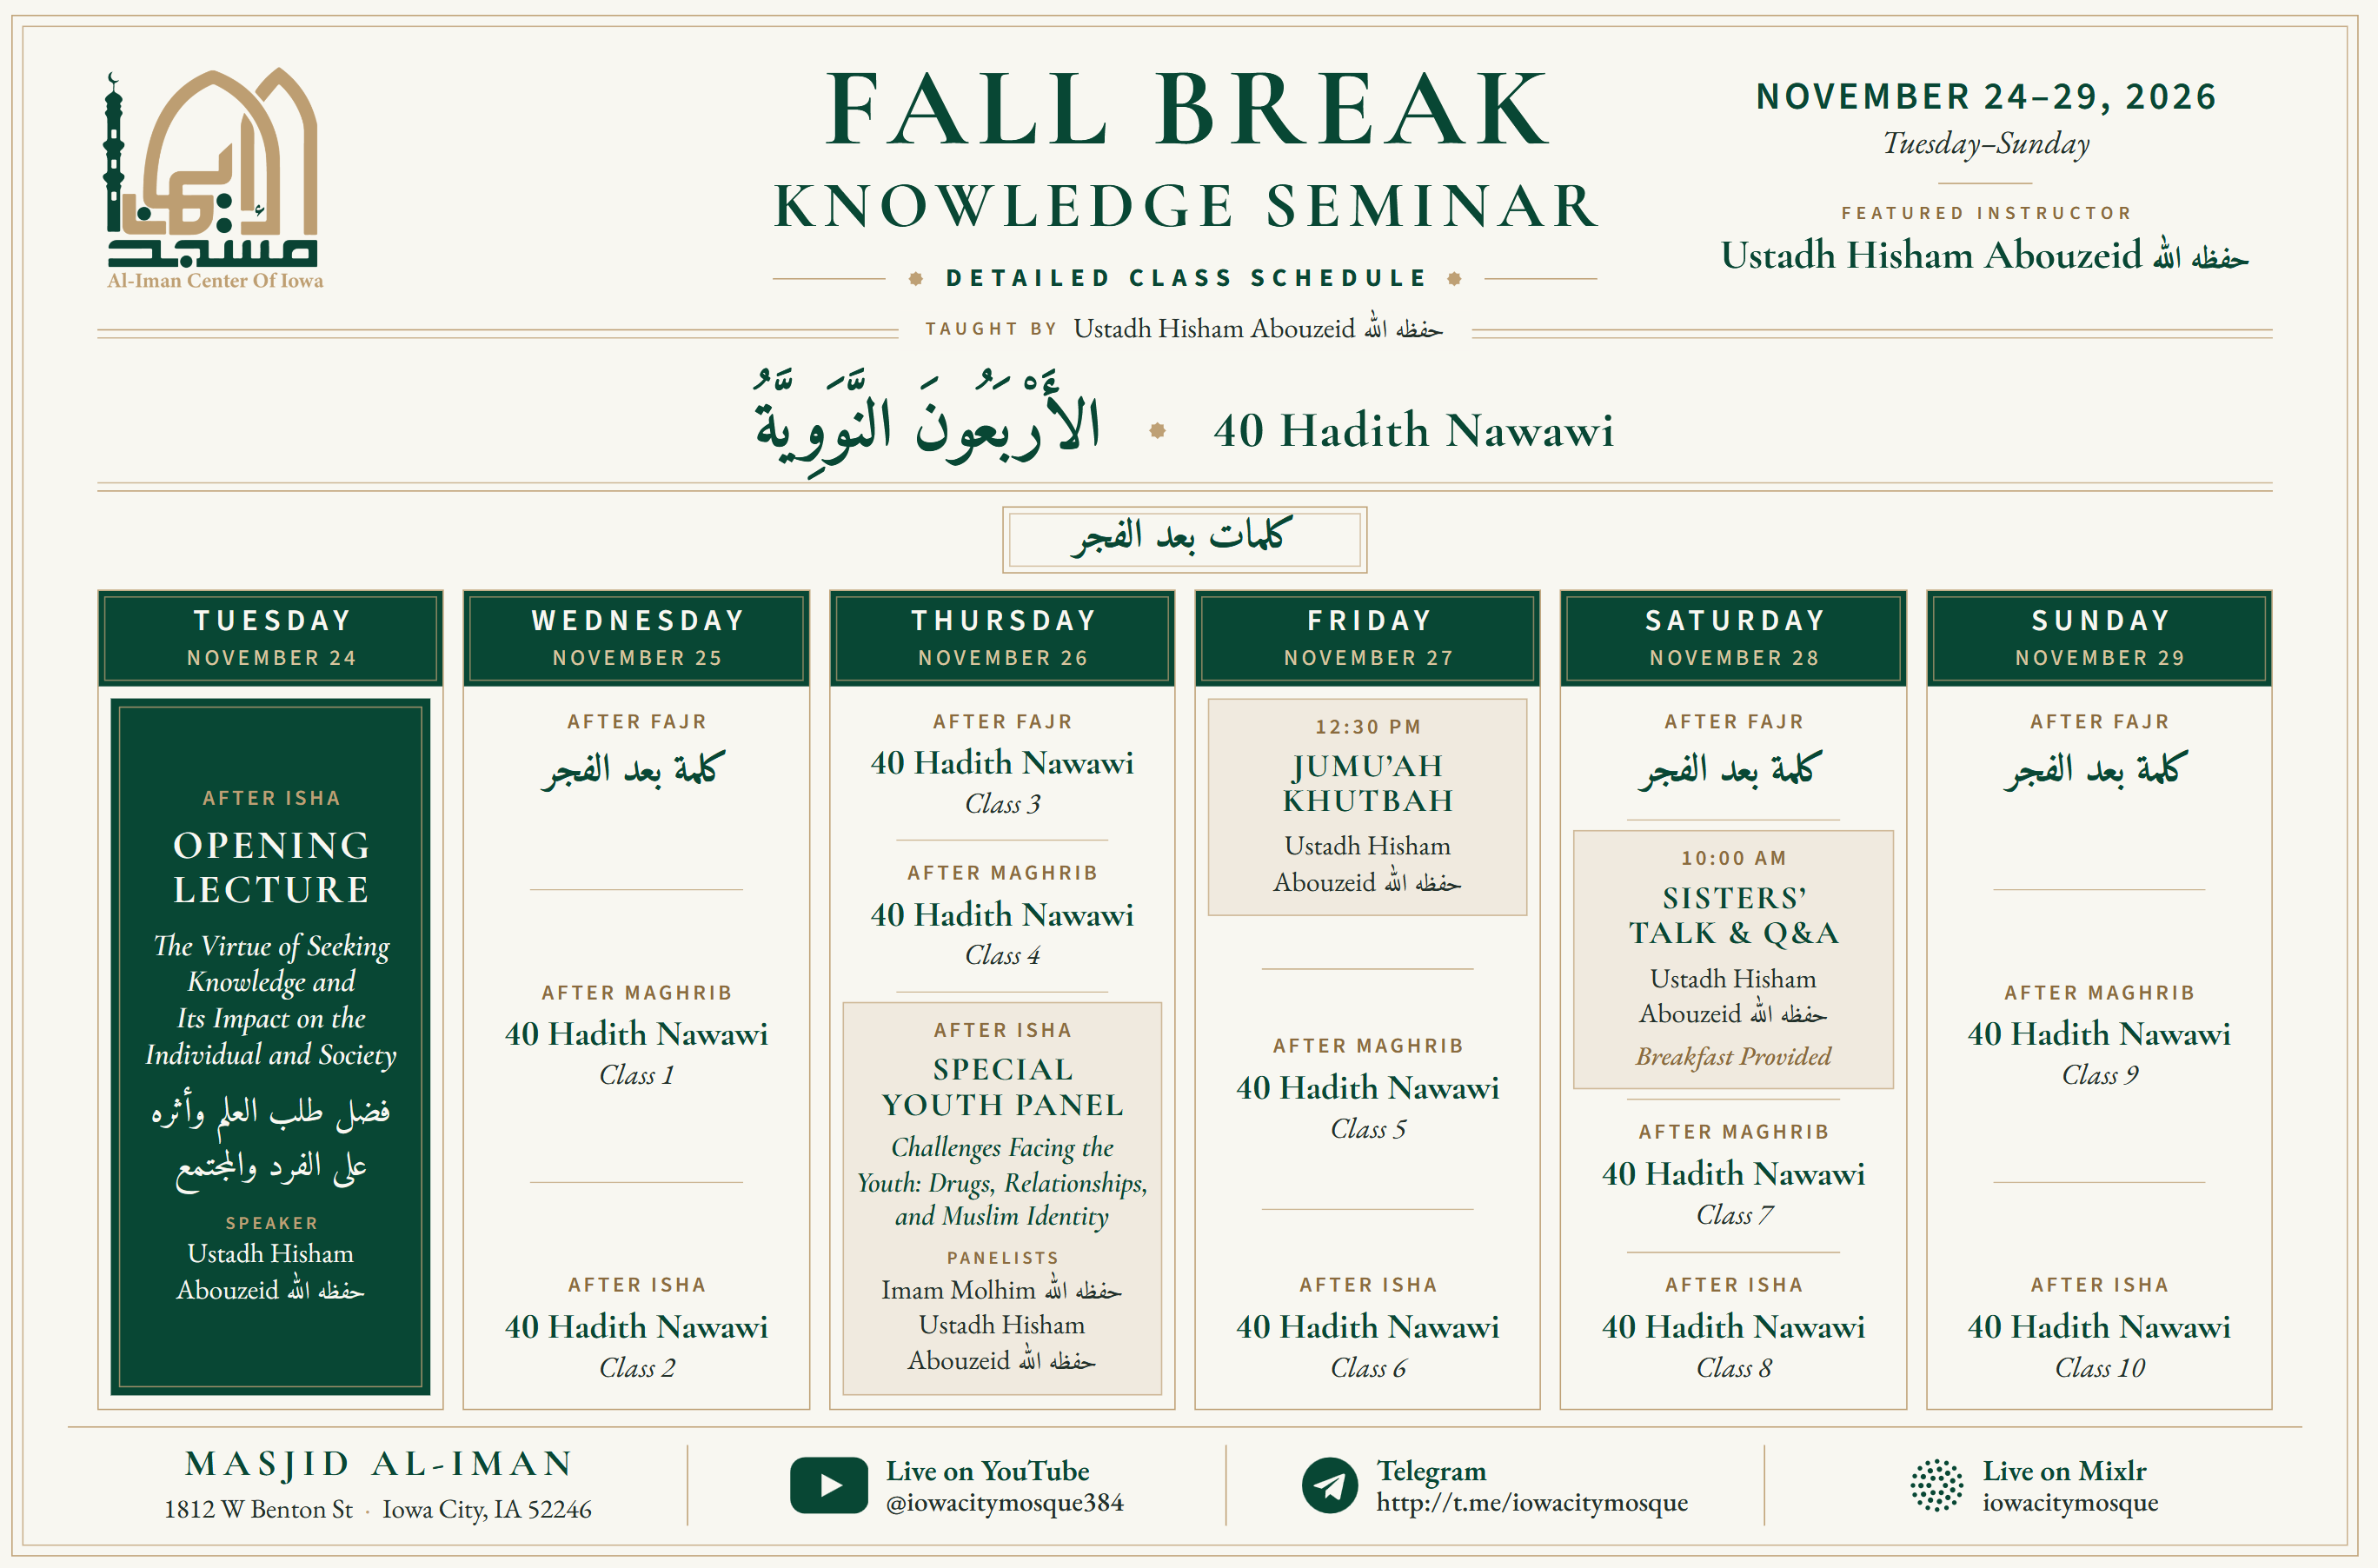 الإيمان
مسجد
Al-Iman Center Of Iowa
FALL BREAK
KNOWLEDGE SEMINAR
DETAILED CLASS SCHEDULE
NOVEMBER 24–29, 2026
Tuesday–Sunday
FEATURED INSTRUCTOR
Ustadh Hisham Abouzeid حفظه الله
TAUGHT BY Ustadh Hisham Abouzeid حفظه الله
الأَرْبَعُونَ النَّوَوِيَّةُ
40 Hadith Nawawi
كلمات بعد الفجر
TUESDAY
NOVEMBER 24
AFTER ISHA
OPENING
LECTURE
The Virtue of Seeking
Knowledge and
Its Impact on the
Individual and Society
فضل طلب العلم وأثره
على الفرد والمجتمع
SPEAKER
Ustadh Hisham
Abouzeid حفظه الله
WEDNESDAY
NOVEMBER 25
AFTER FAJR
كلمة بعد الفجر
AFTER MAGHRIB
40 Hadith Nawawi
Class 1
AFTER ISHA
40 Hadith Nawawi
Class 2
THURSDAY
NOVEMBER 26
AFTER FAJR
40 Hadith Nawawi
Class 3
AFTER MAGHRIB
40 Hadith Nawawi
Class 4
AFTER ISHA
SPECIAL
YOUTH PANEL
Challenges Facing the
Youth: Drugs, Relationships,
and Muslim Identity
PANELISTS
Imam Molhim حفظه الله
Ustadh Hisham
Abouzeid حفظه الله
FRIDAY
NOVEMBER 27
12:30 PM
JUMU’AH
KHUTBAH
Ustadh Hisham
Abouzeid حفظه الله
AFTER MAGHRIB
40 Hadith Nawawi
Class 5
AFTER ISHA
40 Hadith Nawawi
Class 6
SATURDAY
NOVEMBER 28
AFTER FAJR
كلمة بعد الفجر
10:00 AM
SISTERS’
TALK & Q&A
Ustadh Hisham
Abouzeid حفظه الله
Breakfast Provided
AFTER MAGHRIB
40 Hadith Nawawi
Class 7
AFTER ISHA
40 Hadith Nawawi
Class 8
SUNDAY
NOVEMBER 29
AFTER FAJR
كلمة بعد الفجر
AFTER MAGHRIB
40 Hadith Nawawi
Class 9
AFTER ISHA
40 Hadith Nawawi
Class 10
MASJID AL-IMAN
1812 W Benton St · Iowa City, IA 52246
Live on YouTube
@iowacitymosque384
Telegram
http://t.me/iowacitymosque
Live on Mixlr
iowacitymosque